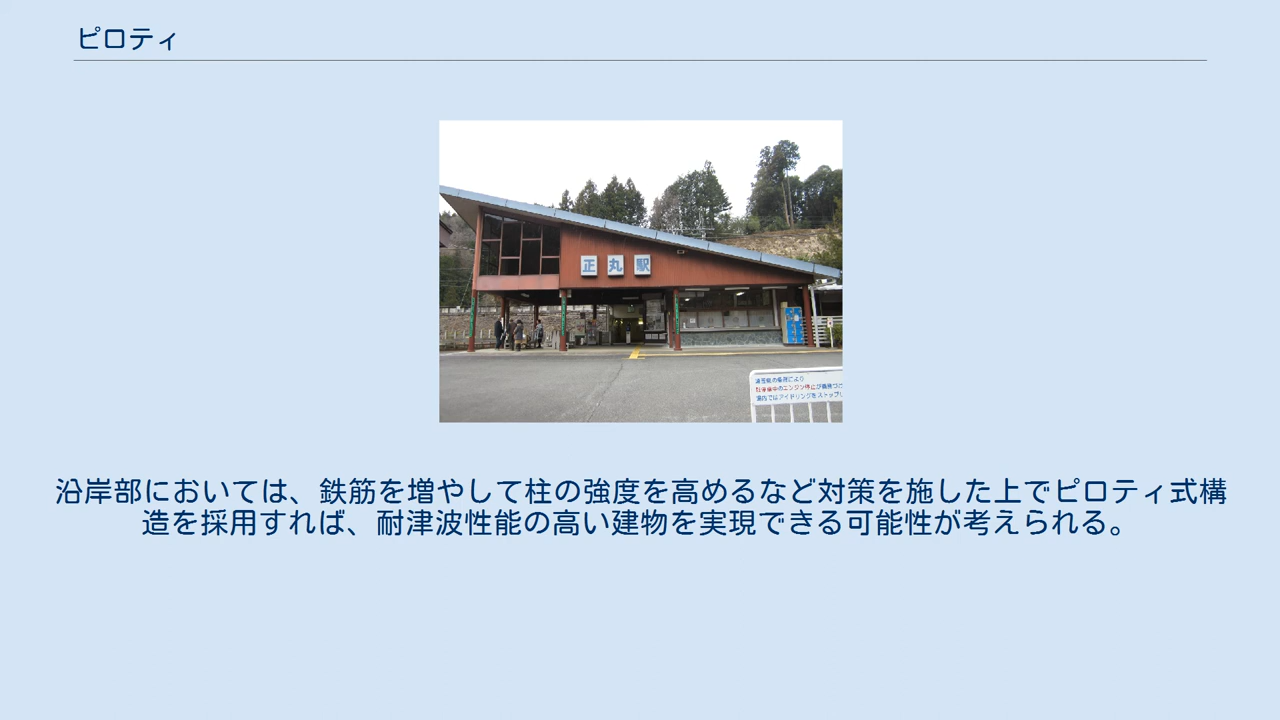 ピロティ
正丸駅
沿岸部においては、鉄筋を増やして柱の強度を高めるなど対策を施した上でピロティ式構
造を採用すれば、耐津波性能の高い建物を実現できる可能性が考えられる。